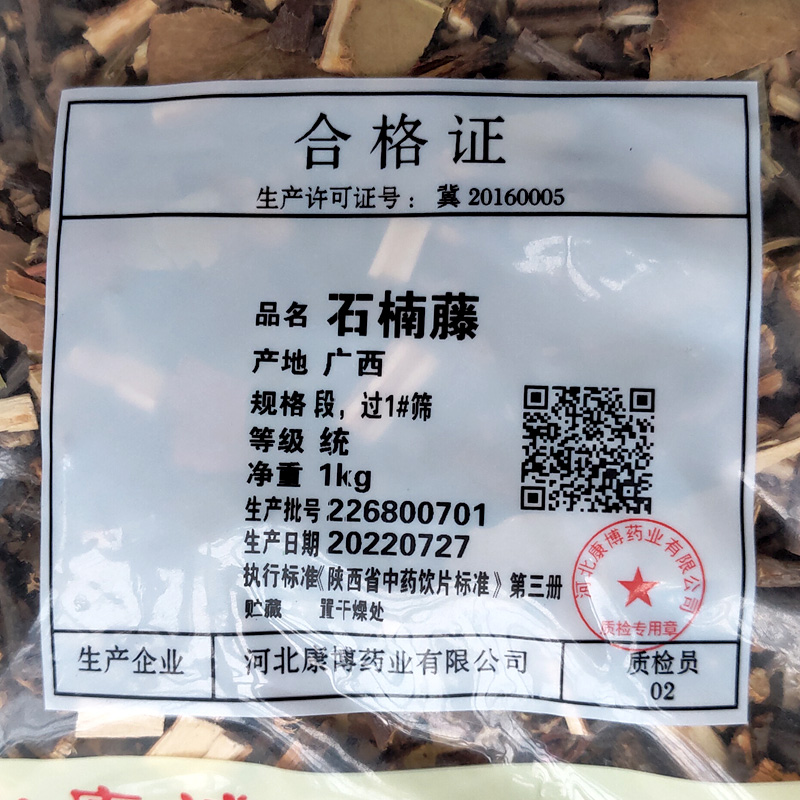 合格证
生产许可证号：冀 20160005
品名 石楠藤
产地 广西
规格 段，过1#筛
等级 统
净重 1kg
生产批号 226800701
生产日期 20220727
执行标准《陕西省中药饮片标准》第三册
贮藏 置干燥处
河北康博药业有限公司
质检专用章
生产企业 河北康博药业有限公司 质检员
02